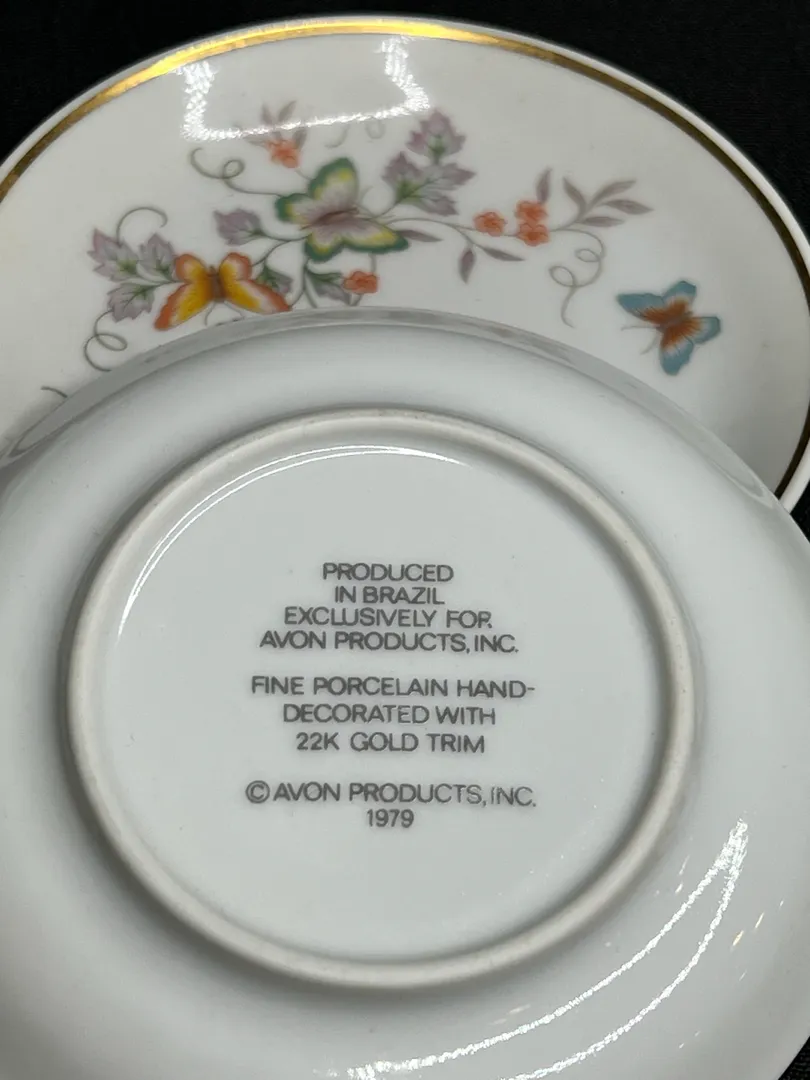 PRODUCED
IN BRAZIL
EXCLUSIVELY FOR
AVON PRODUCTS, INC.
FINE PORCELAIN HAND-
DECORATED WITH
22K GOLD TRIM
© AVON PRODUCTS, INC.
1979